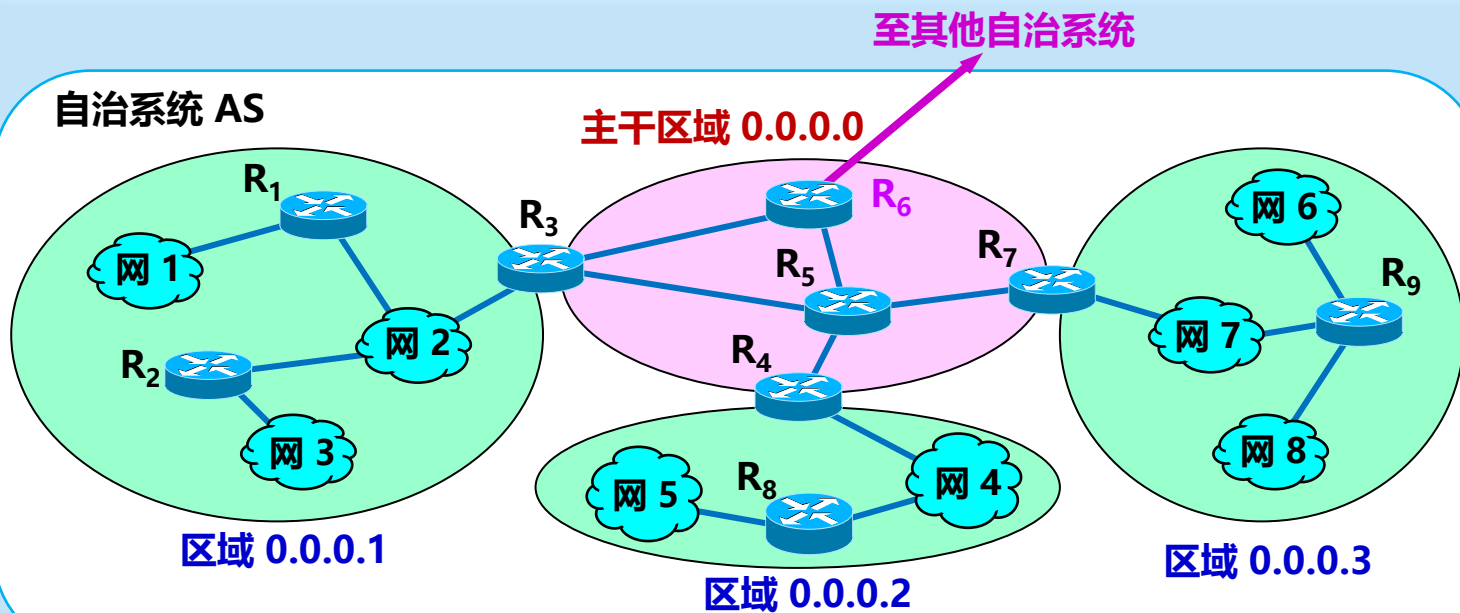 至其他自治系统
自治系统 AS
主干区域 0.0.0.0
R₁
R₆
R₃
网 6
网 1
R₅
R₇
R₉
网 2
网 7
R₂
R₄
网 3
网 8
网 5
R₈
网 4
区域 0.0.0.1
区域 0.0.0.2
区域 0.0.0.3